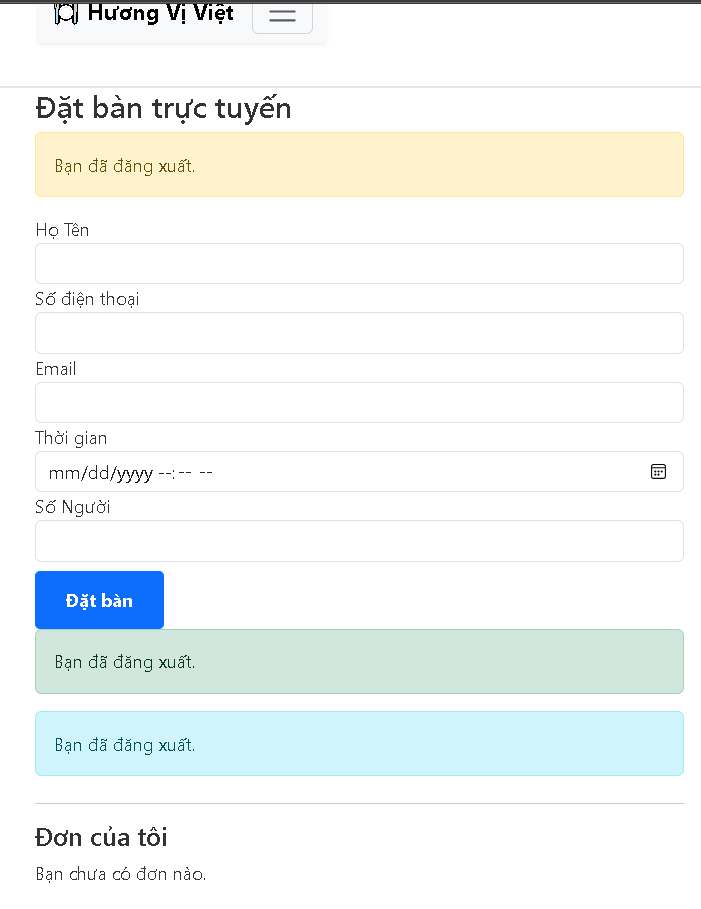 Hương Vị Việt
Đặt bàn trực tuyến
Bạn đã đăng xuất.
Họ Tên
Số điện thoại
Email
Thời gian
mm/dd/yyyy --:-- --
Số Người
Đặt bàn
Bạn đã đăng xuất.
Bạn đã đăng xuất.
Đơn của tôi
Bạn chưa có đơn nào.